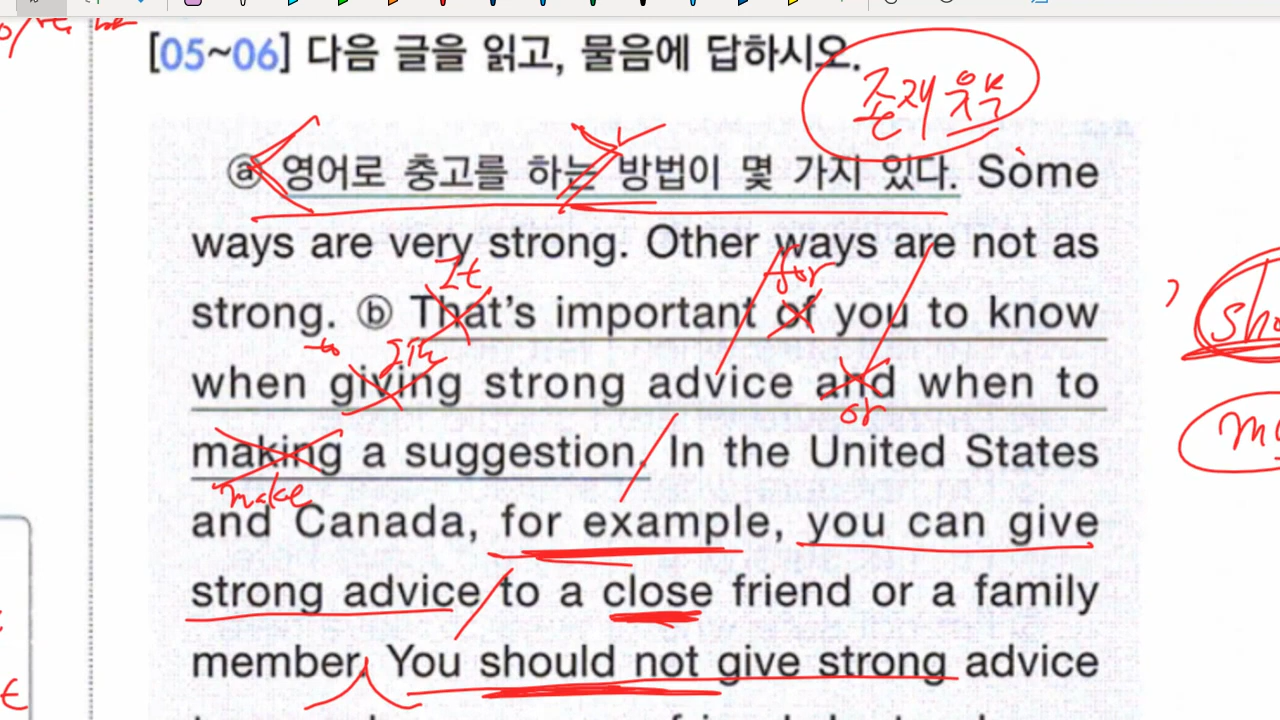 [05~06] 다음 글을 읽고, 물음에 답하시오.
존재 유무
ⓐ 영어로 충고를 하는 방법이 몇 가지 있다. Some
ways are very strong. Other ways are not as
It for
strong. ⓑ That's important of you to know
to
when giving strong advice and when to
or
making a suggestion. In the United States
make
and Canada, for example, you can give
strong advice to a close friend or a family
member. You should not give strong advice